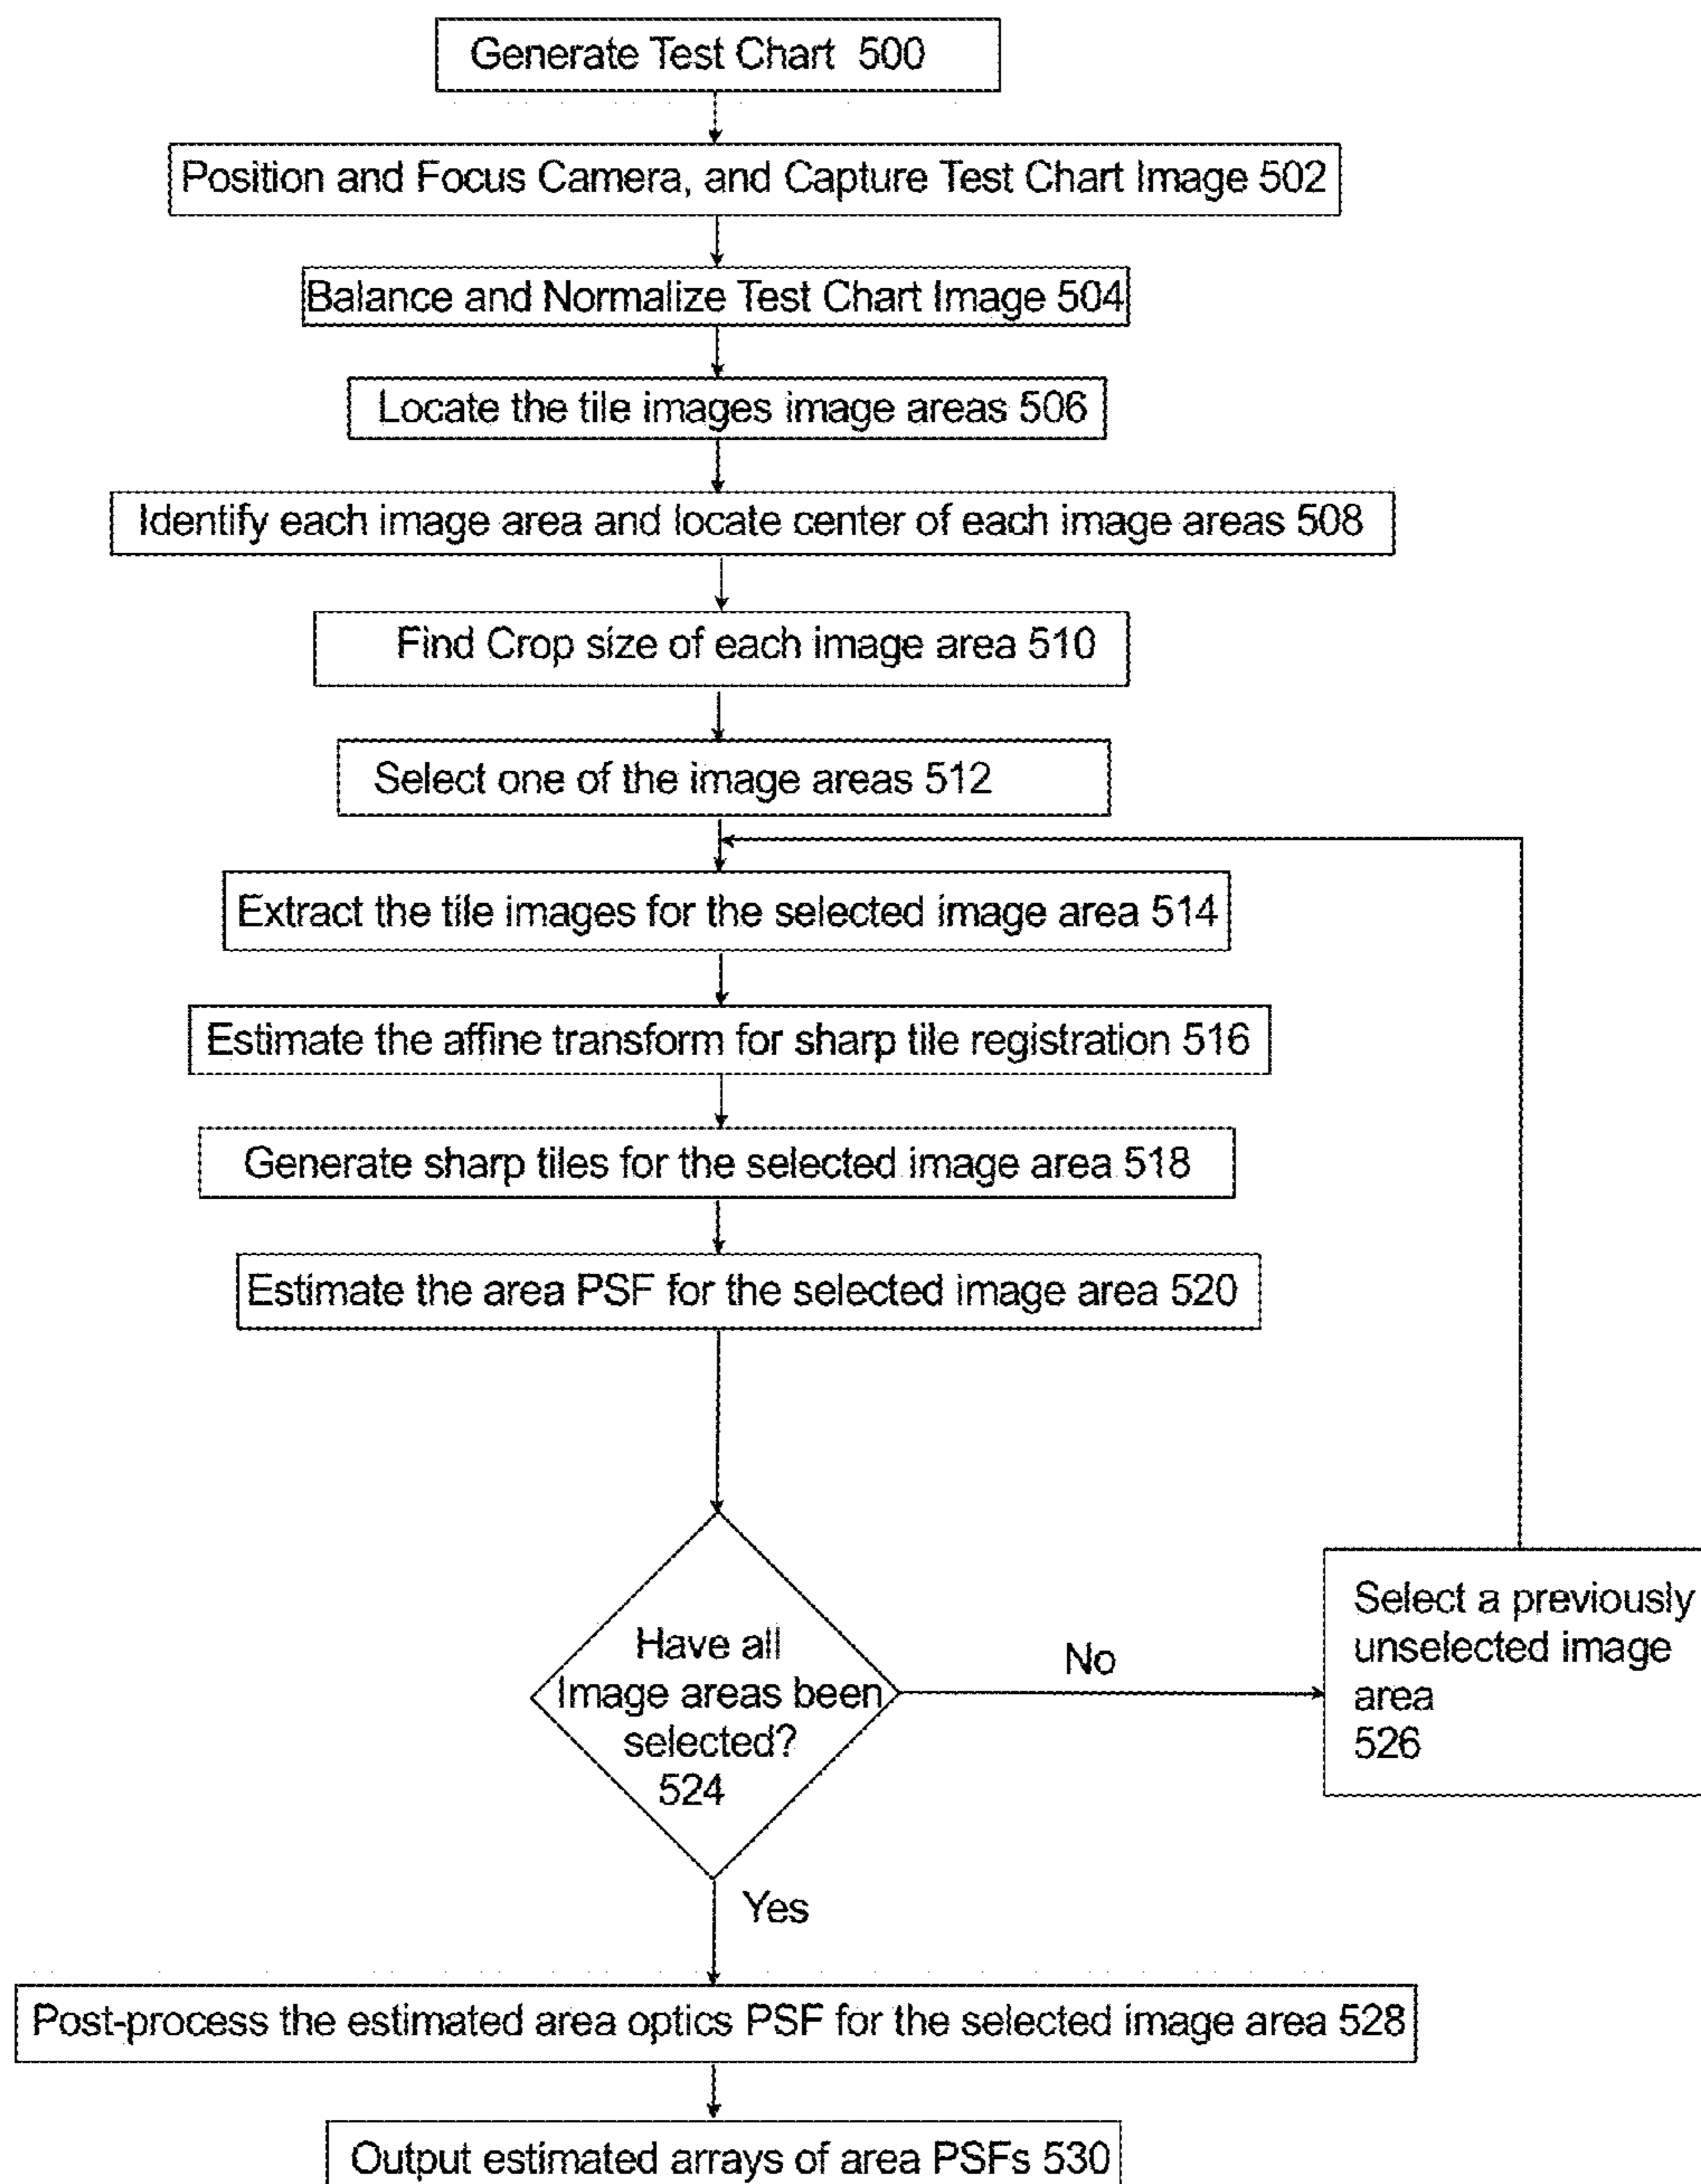 Generate Test Chart 500
Position and Focus Camera, and Capture Test Chart Image 502
Balance and Normalize Test Chart Image 504
Locate the tile images image areas 506
Identify each image area and locate center of each image areas 508
Find Crop size of each image area 510
Select one of the image areas 512
Extract the tile images for the selected image area 514
Estimate the affine transform for sharp tile registration 516
Generate sharp tiles for the selected image area 518
Estimate the area PSF for the selected image area 520
Have all
Image areas been
selected?
524
No
Select a previously
unselected image
area
526
Yes
Post-process the estimated area optics PSF for the selected image area 528
Output estimated arrays of area PSFs 530